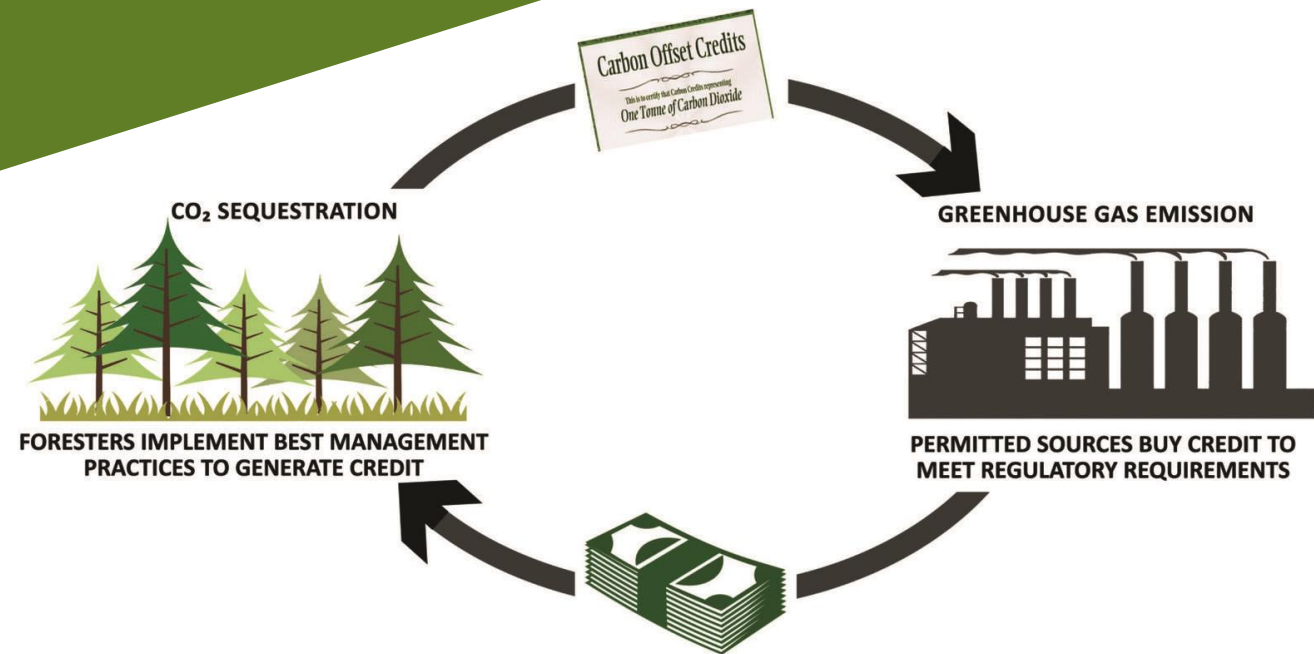 Carbon Offset Credits
This is to certify that Carbon Credits representing
One Tonne of Carbon Dioxide
CO₂ SEQUESTRATION
GREENHOUSE GAS EMISSION
FORESTERS IMPLEMENT BEST MANAGEMENT
PRACTICES TO GENERATE CREDIT
PERMITTED SOURCES BUY CREDIT TO
MEET REGULATORY REQUIREMENTS